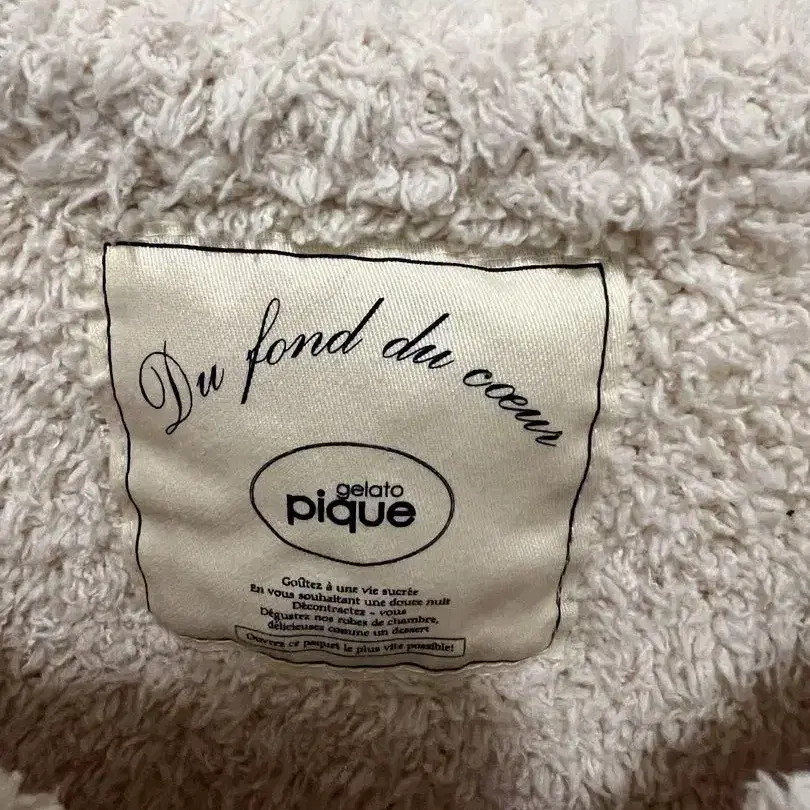 Du fond du cœur
gelato
pique
Goûtez à une vie sucrée
En vous souhaitant une douce nuit
Décontractez - vous
Dégustez nos robes de chambre,
délicieuses comme un dessert
Ouvrez ce paquet le plus vite possible!